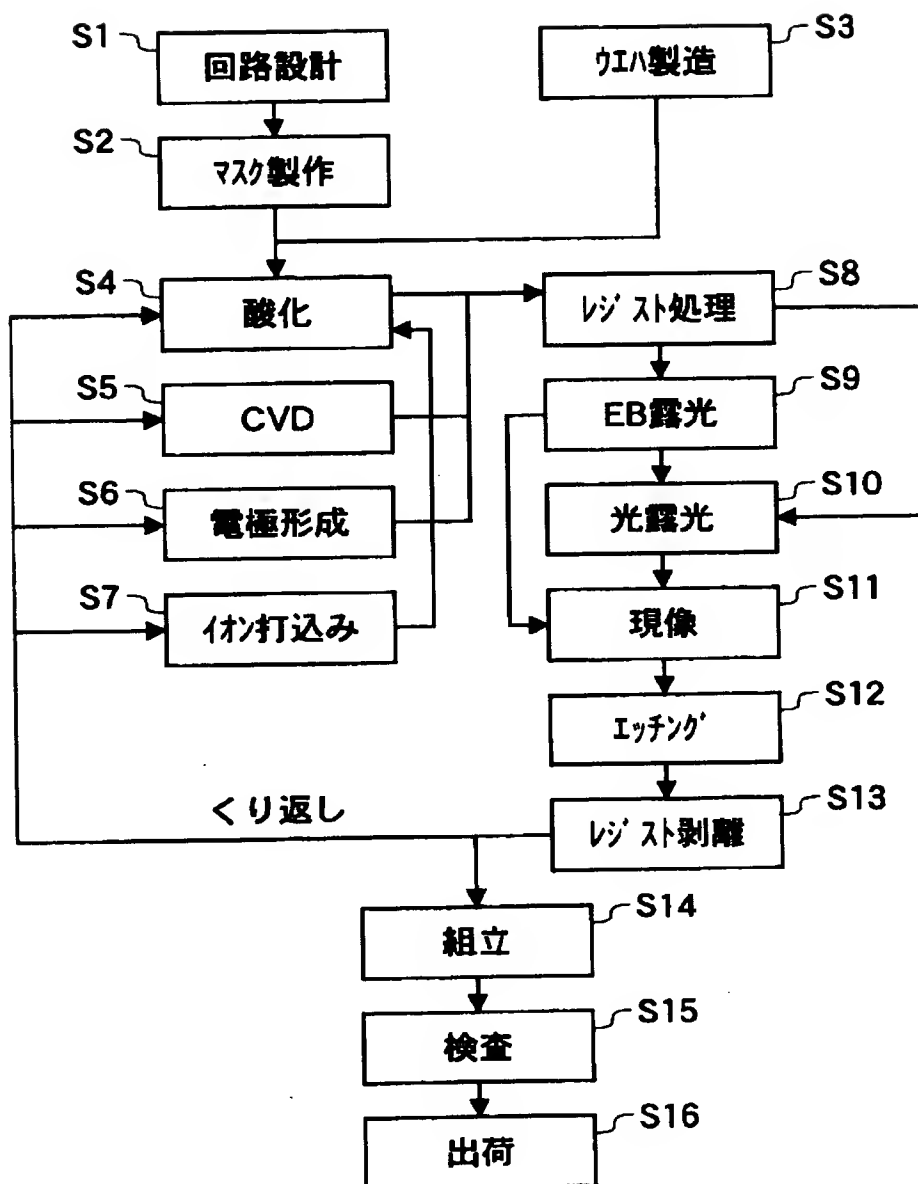 S1
回路設計
S3
ウエハ製造
S2
マスク製作
S4
酸化
S8
レジスト処理
S5
CVD
S9
EB露光
S6
電極形成
S10
光露光
S7
イオン打込み
S11
現像
S12
エッチング
くり返し
S13
レジスト剥離
S14
組立
S15
検査
S16
出荷